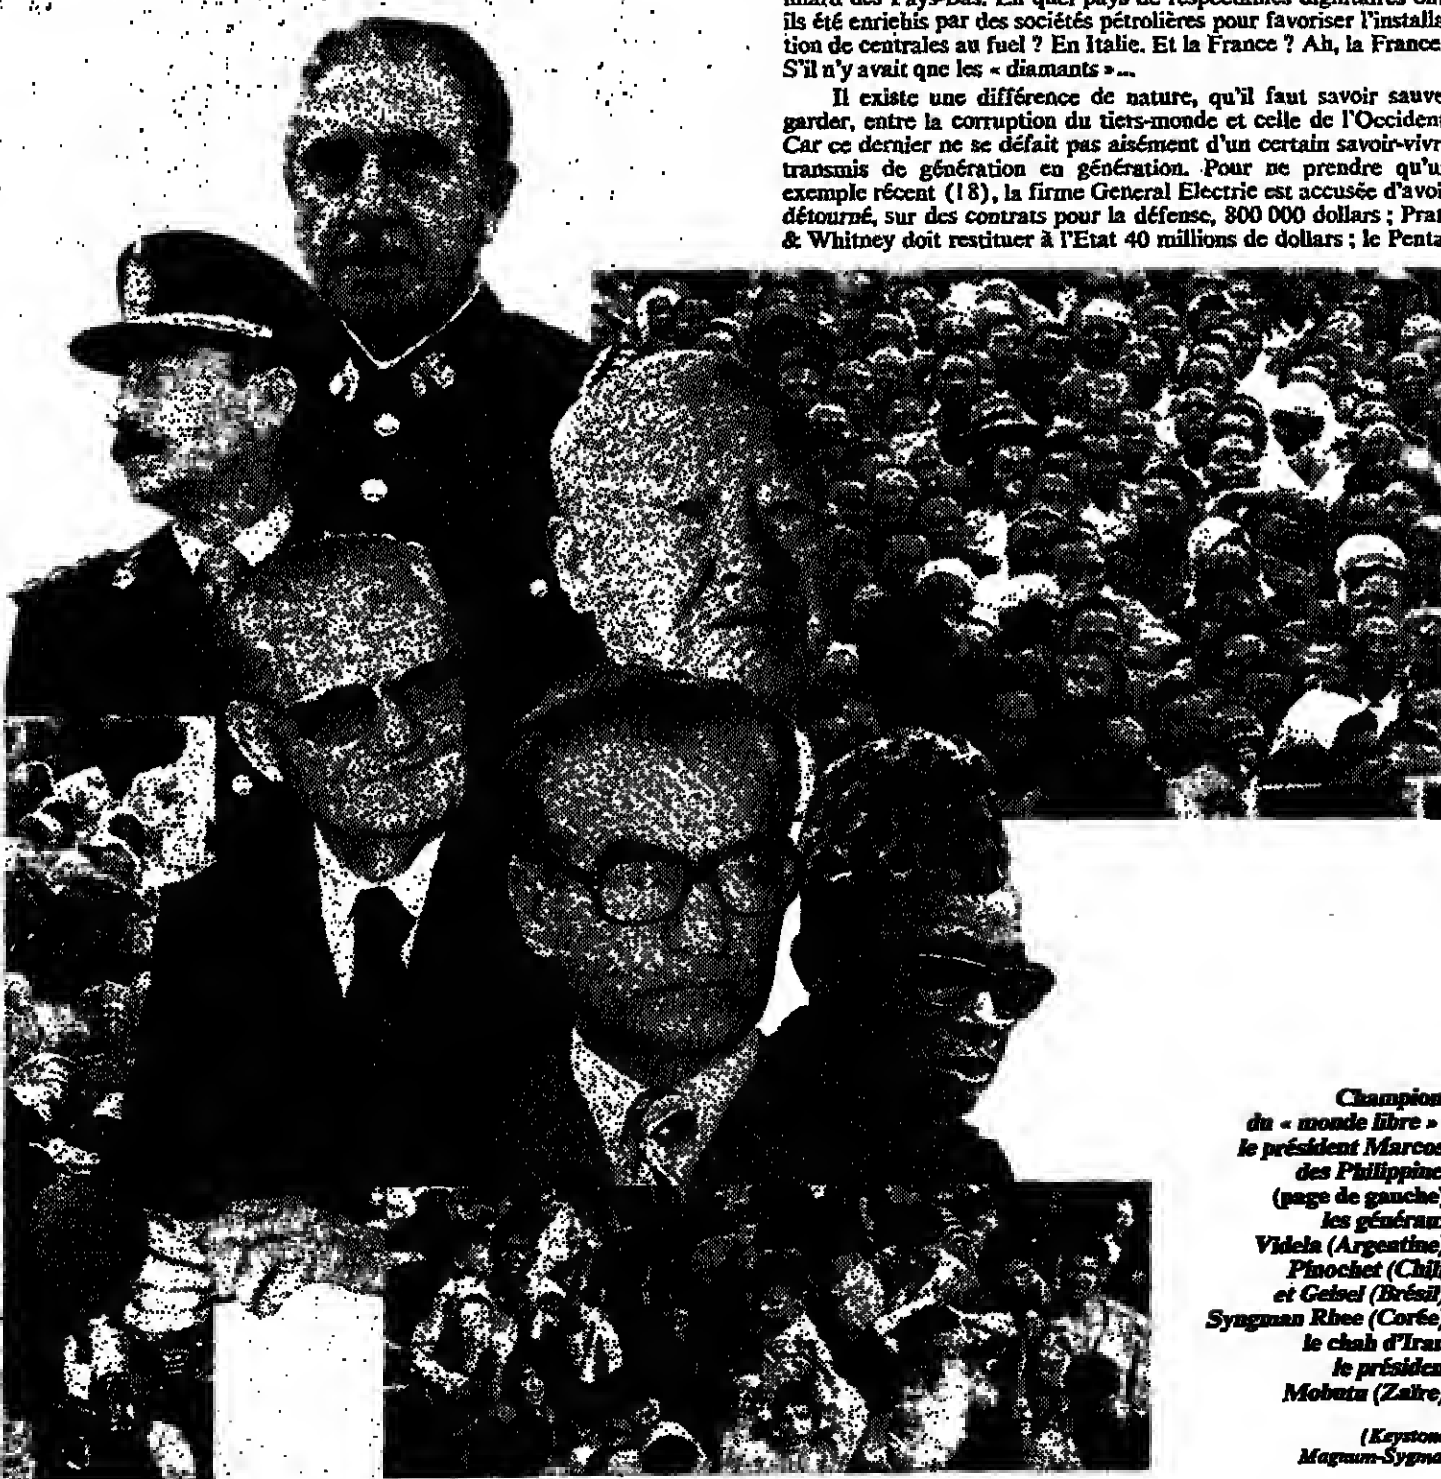 ils été enrichis par des sociétés pétrolières pour favoriser l'installa
tion de centrales au fuel ? En Italie. Et la France ? Ah, la France
S'il n'y avait que les « diamants »...
Il existe une différence de nature, qu'il faut savoir sauve
garder, entre la corruption du tiers-monde et celle de l'Occident
Car ce dernier ne se défait pas aisément d'un certain savoir-vivr
transmis de génération en génération. Pour ne prendre qu'u
exemple récent (18), la firme General Electric est accusée d'avoi
détourné, sur des contrats pour la défense, 800 000 dollars ; Prat
& Whitney doit restituer à l'Etat 40 millions de dollars ; le Penta
Champion
du « monde libre »
le président Marcos
des Philippine
(page de gauche)
les générau
Videla (Argentine)
Pinochet (Chili
et Geisel (Brésil)
Syngman Rhee (Corée)
le chah d'Iran
le présiden
Mobutu (Zaïre)
(Keystone
Magnum-Sygma